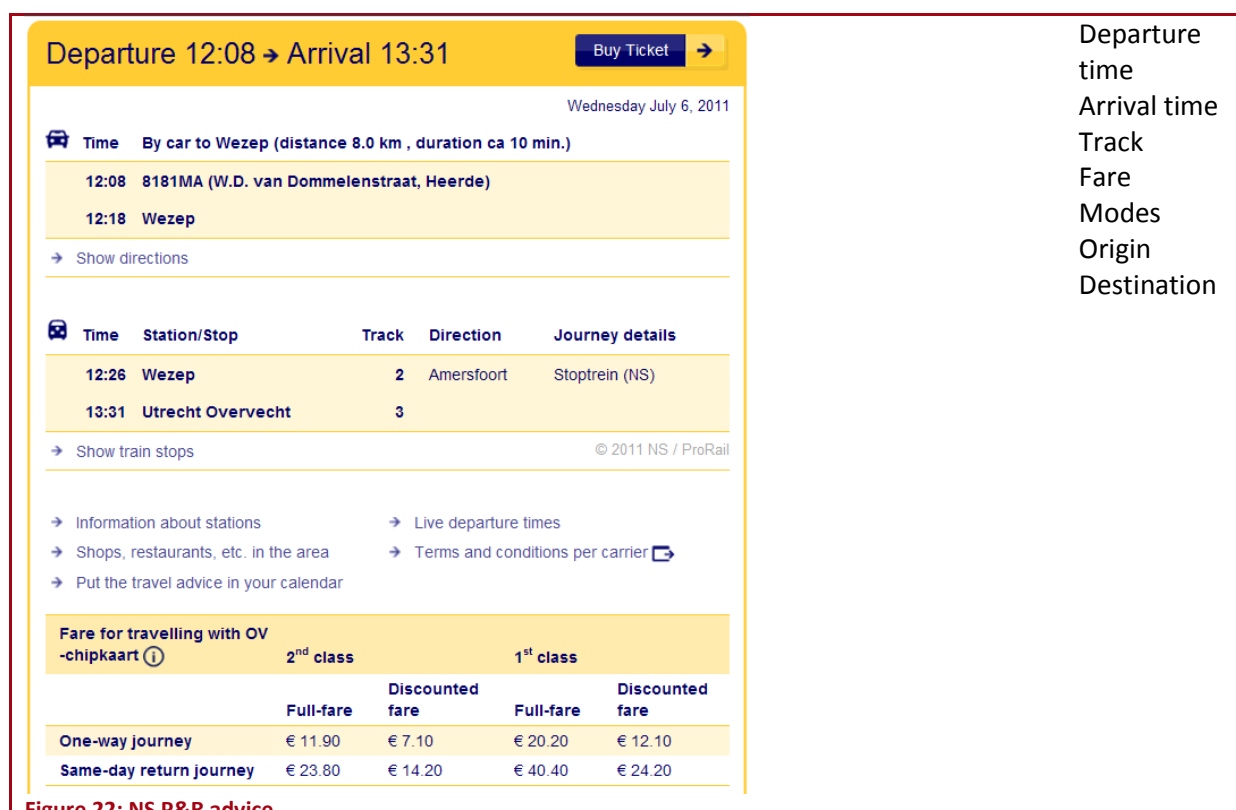 Departure 12:08 → Arrival 13:31
Buy Ticket →
Wednesday July 6, 2011
Time By car to Wezep (distance 8.0 km , duration ca 10 min.)
12:08 8181MA (W.D. van Dommelenstraat, Heerde)
12:18 Wezep
→ Show directions
Time Station/Stop Track Direction Journey details
12:26 Wezep 2 Amersfoort Stoptrein (NS)
13:31 Utrecht Overvecht 3
→ Show train stops © 2011 NS / ProRail
→ Information about stations → Live departure times
→ Shops, restaurants, etc. in the area → Terms and conditions per carrier
→ Put the travel advice in your calendar
Fare for travelling with OV
-chipkaart i 2nd class 1st class
Full-fare Discounted fare Full-fare Discounted fare
One-way journey € 11.90 € 7.10 € 20.20 € 12.10
Same-day return journey € 23.80 € 14.20 € 40.40 € 24.20
Departure
time
Arrival time
Track
Fare
Modes
Origin
Destination
Figure 22: NS P&R advice